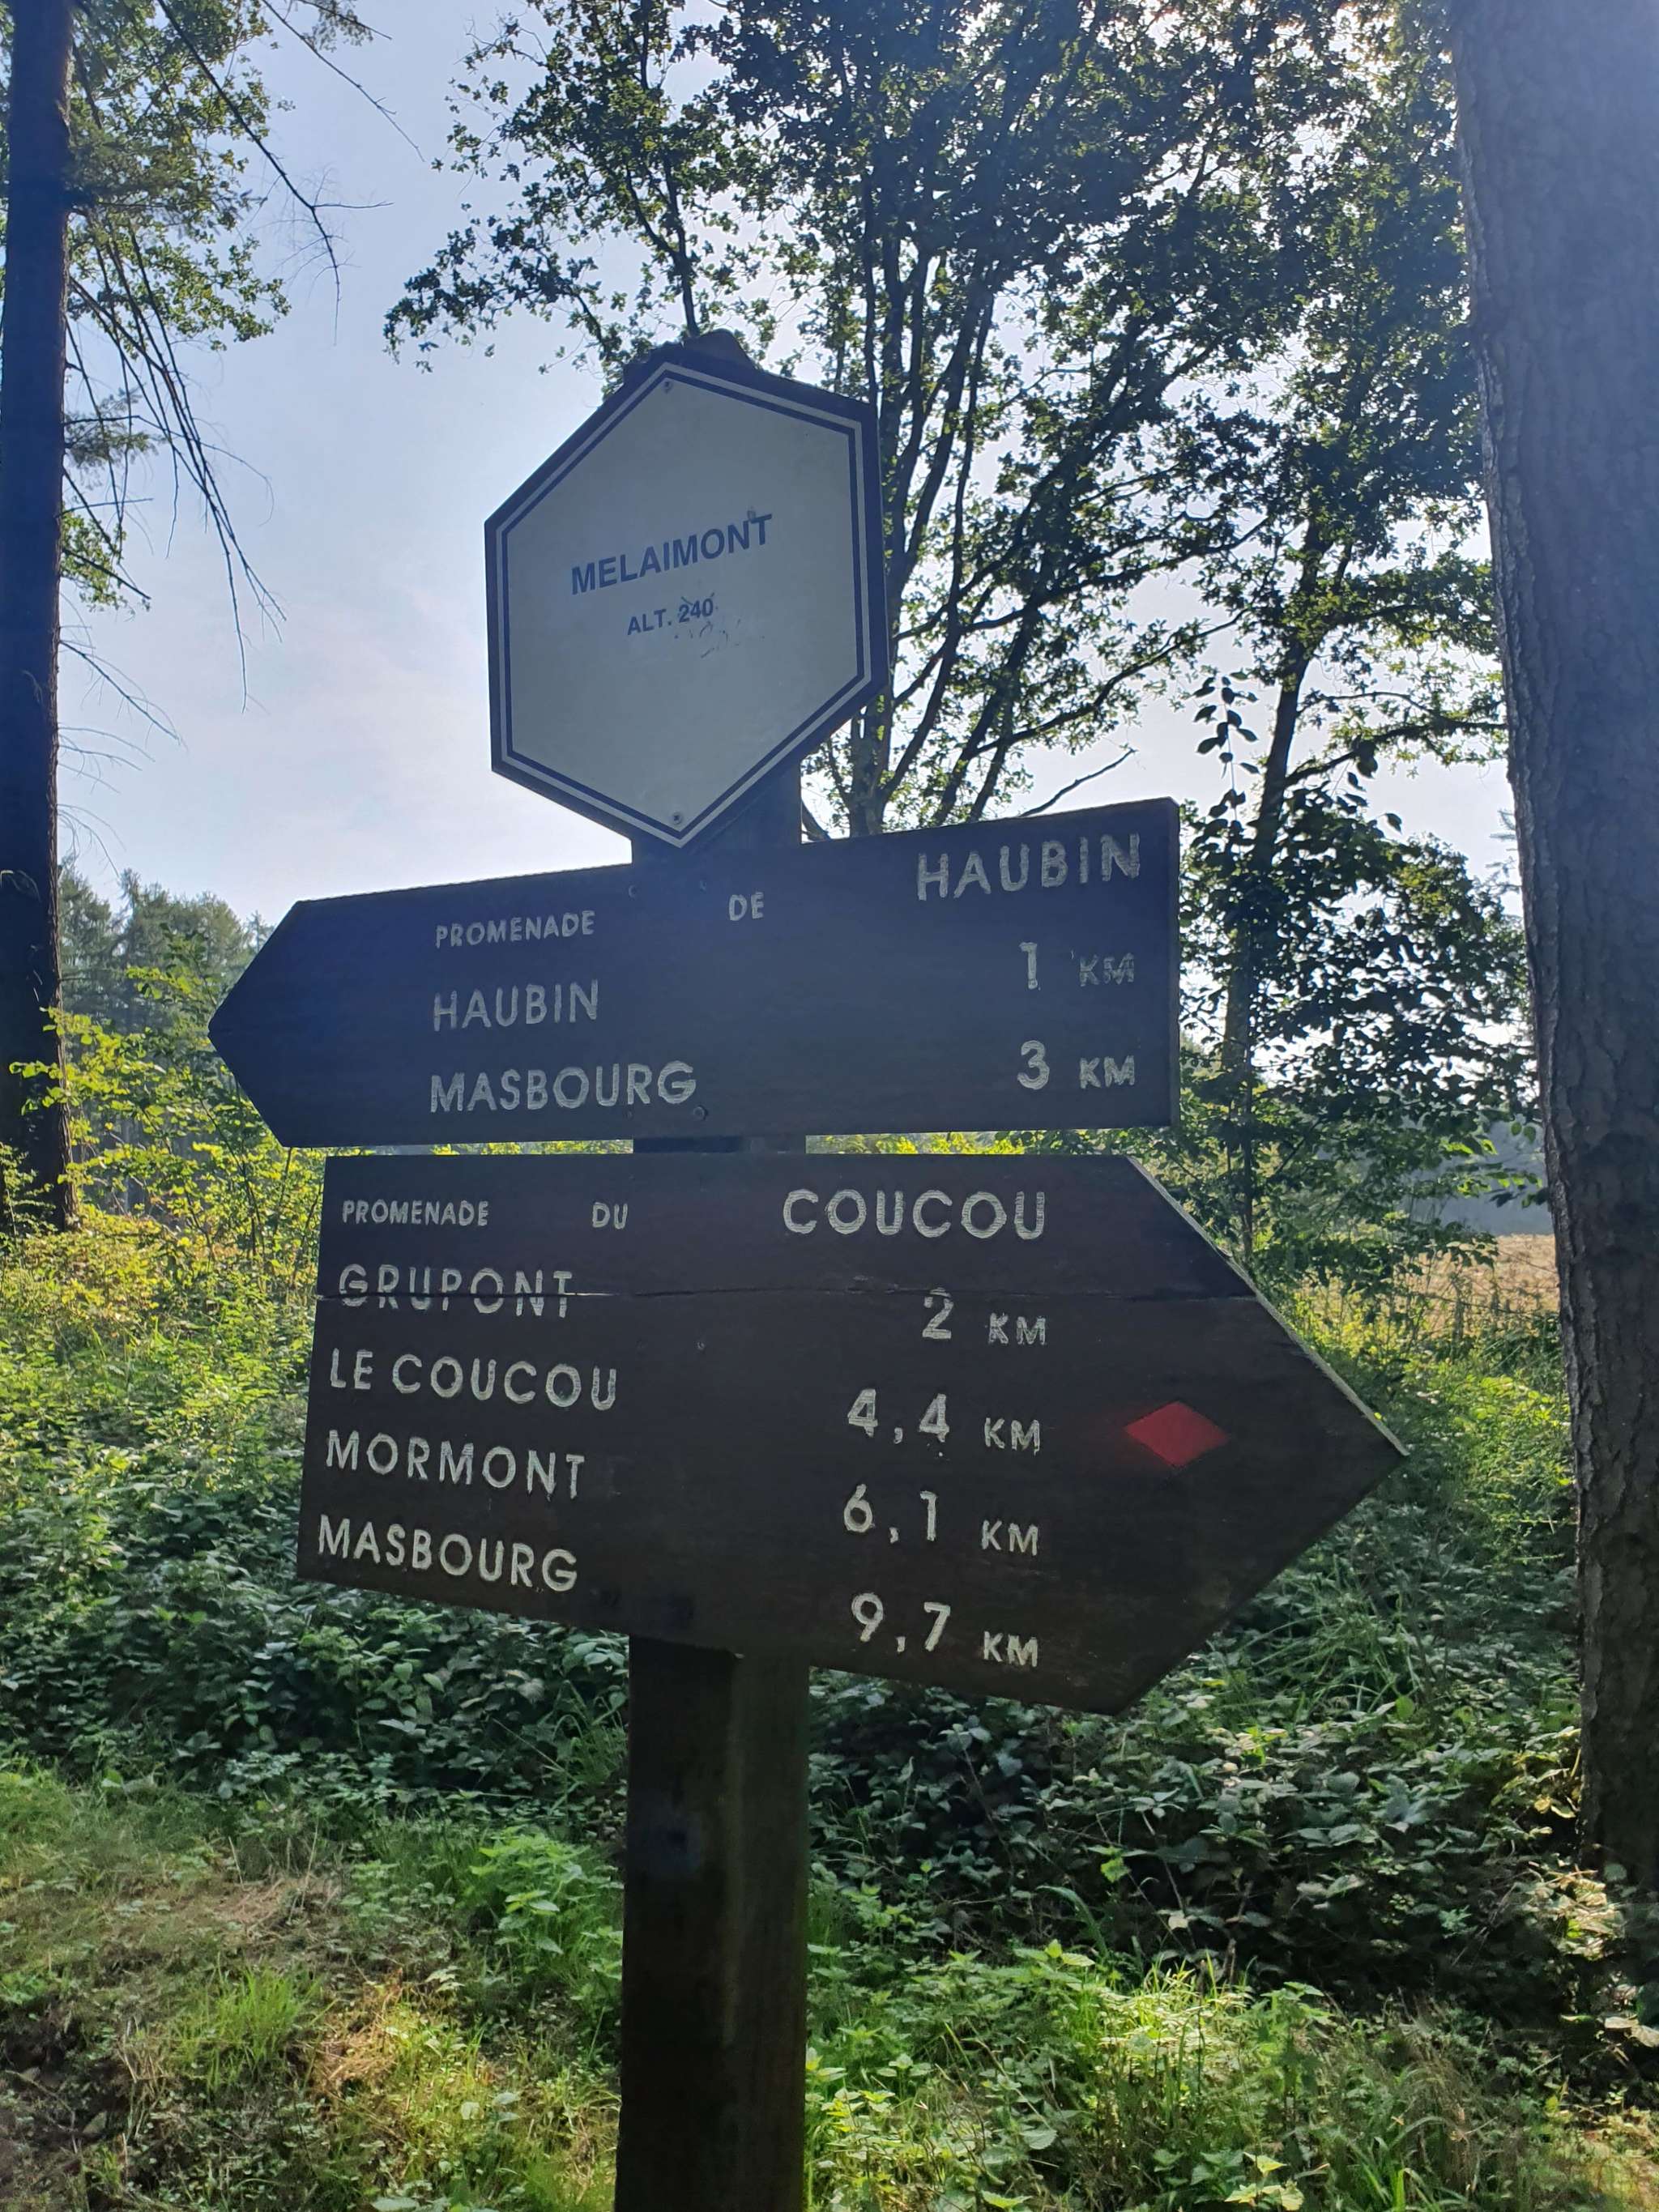 MELAIMONT
ALT. 240
PROMENADE DE HAUBIN
HAUBIN 1 KM
MASBOURG 3 KM
PROMENADE DU COUCOU
GRUPONT 2 KM
LE COUCOU 4,4 KM
MORMONT 6,1 KM
MASBOURG 9,7 KM